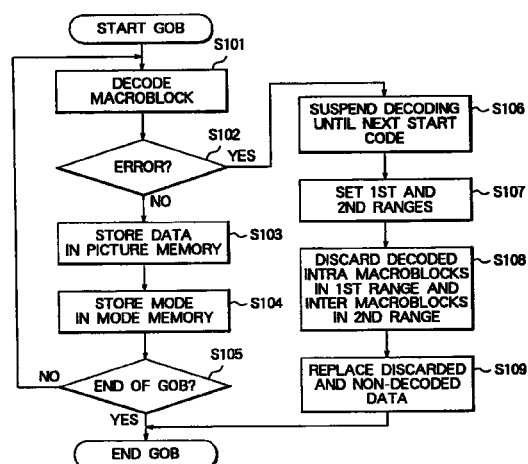 START GOB
S101
DECODE
MACROBLOCK
S102
ERROR?
YES
NO
STORE DATA
IN PICTURE MEMORY
S103
STORE MODE
IN MODE MEMORY
S104
S105
NO
END OF GOB?
YES
END GOB
SUSPEND DECODING
UNTIL NEXT START
CODE
S106
SET 1ST AND
2ND RANGES
S107
DISCARD DECODED
INTRA MACROBLOCKS
IN 1ST RANGE AND
INTER MACROBLOCKS
IN 2ND RANGE
S108
REPLACE DISCARDED
AND NON-DECODED
DATA
S109